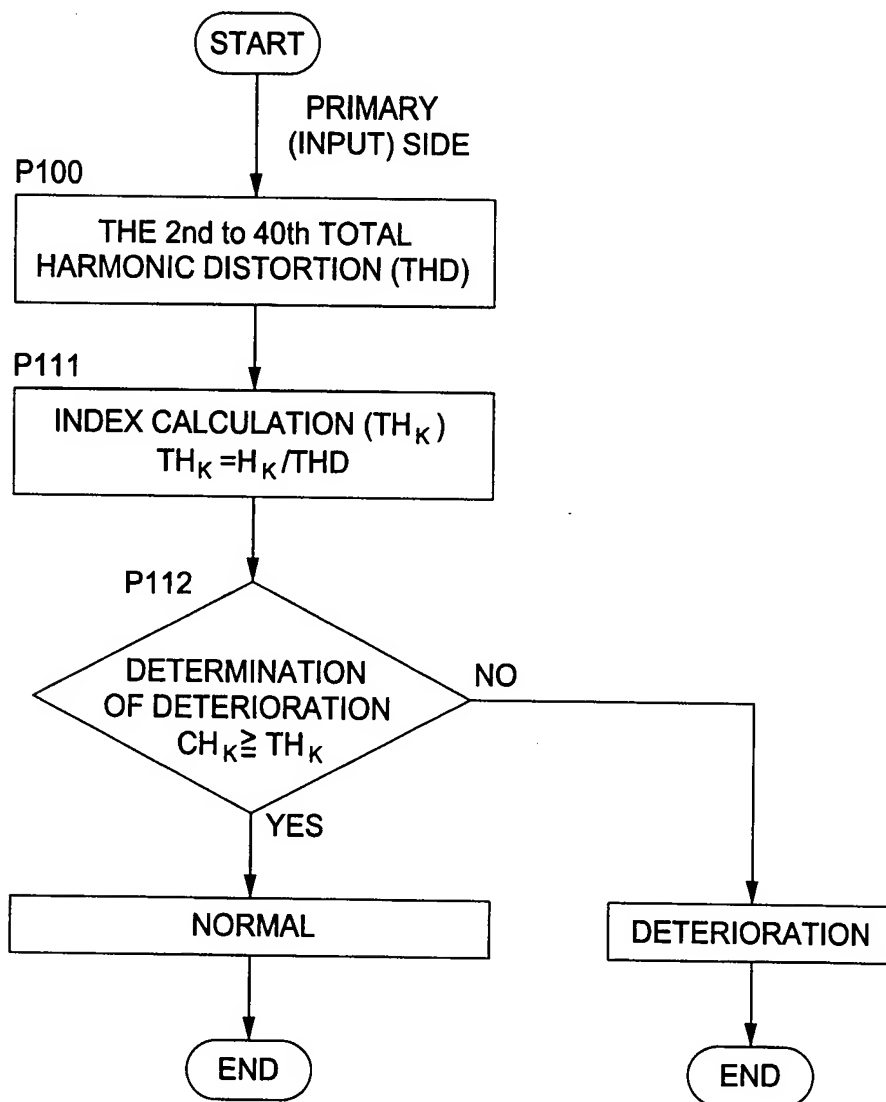 START
PRIMARY
(INPUT) SIDE
P100
THE 2nd to 40th TOTAL
HARMONIC DISTORTION (THD)
P111
INDEX CALCULATION (THK)
THK=HK/THD
P112
DETERMINATION
OF DETERIORATION
CHK≧THK
NO
YES
NORMAL
DETERIORATION
END
END